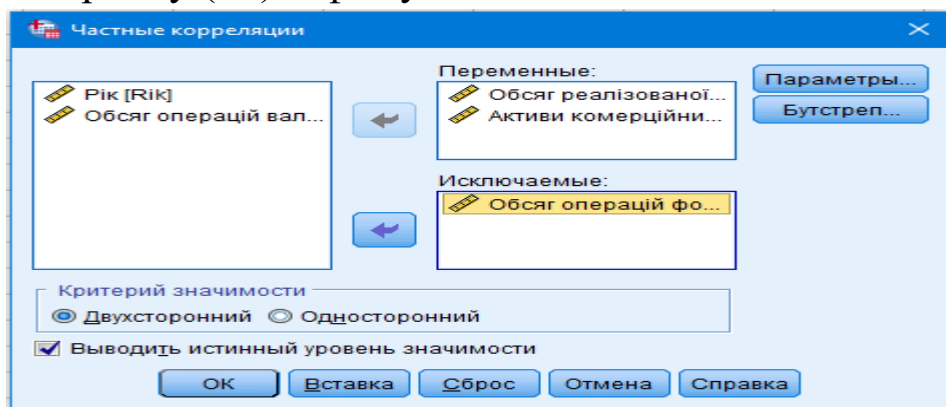 Частные корреляции
Рік [Rik]
Обсяг операцій вал...
Переменные:
Обсяг реалізованої...
Активи комерційни...
Исключаемые:
Обсяг операцій фо...
Параметры...
Бутстреп...
Критерий значимости
Двухсторонний Односторонний
Выводить истинный уровень значимости
ОК Вставка Сброс Отмена Справка